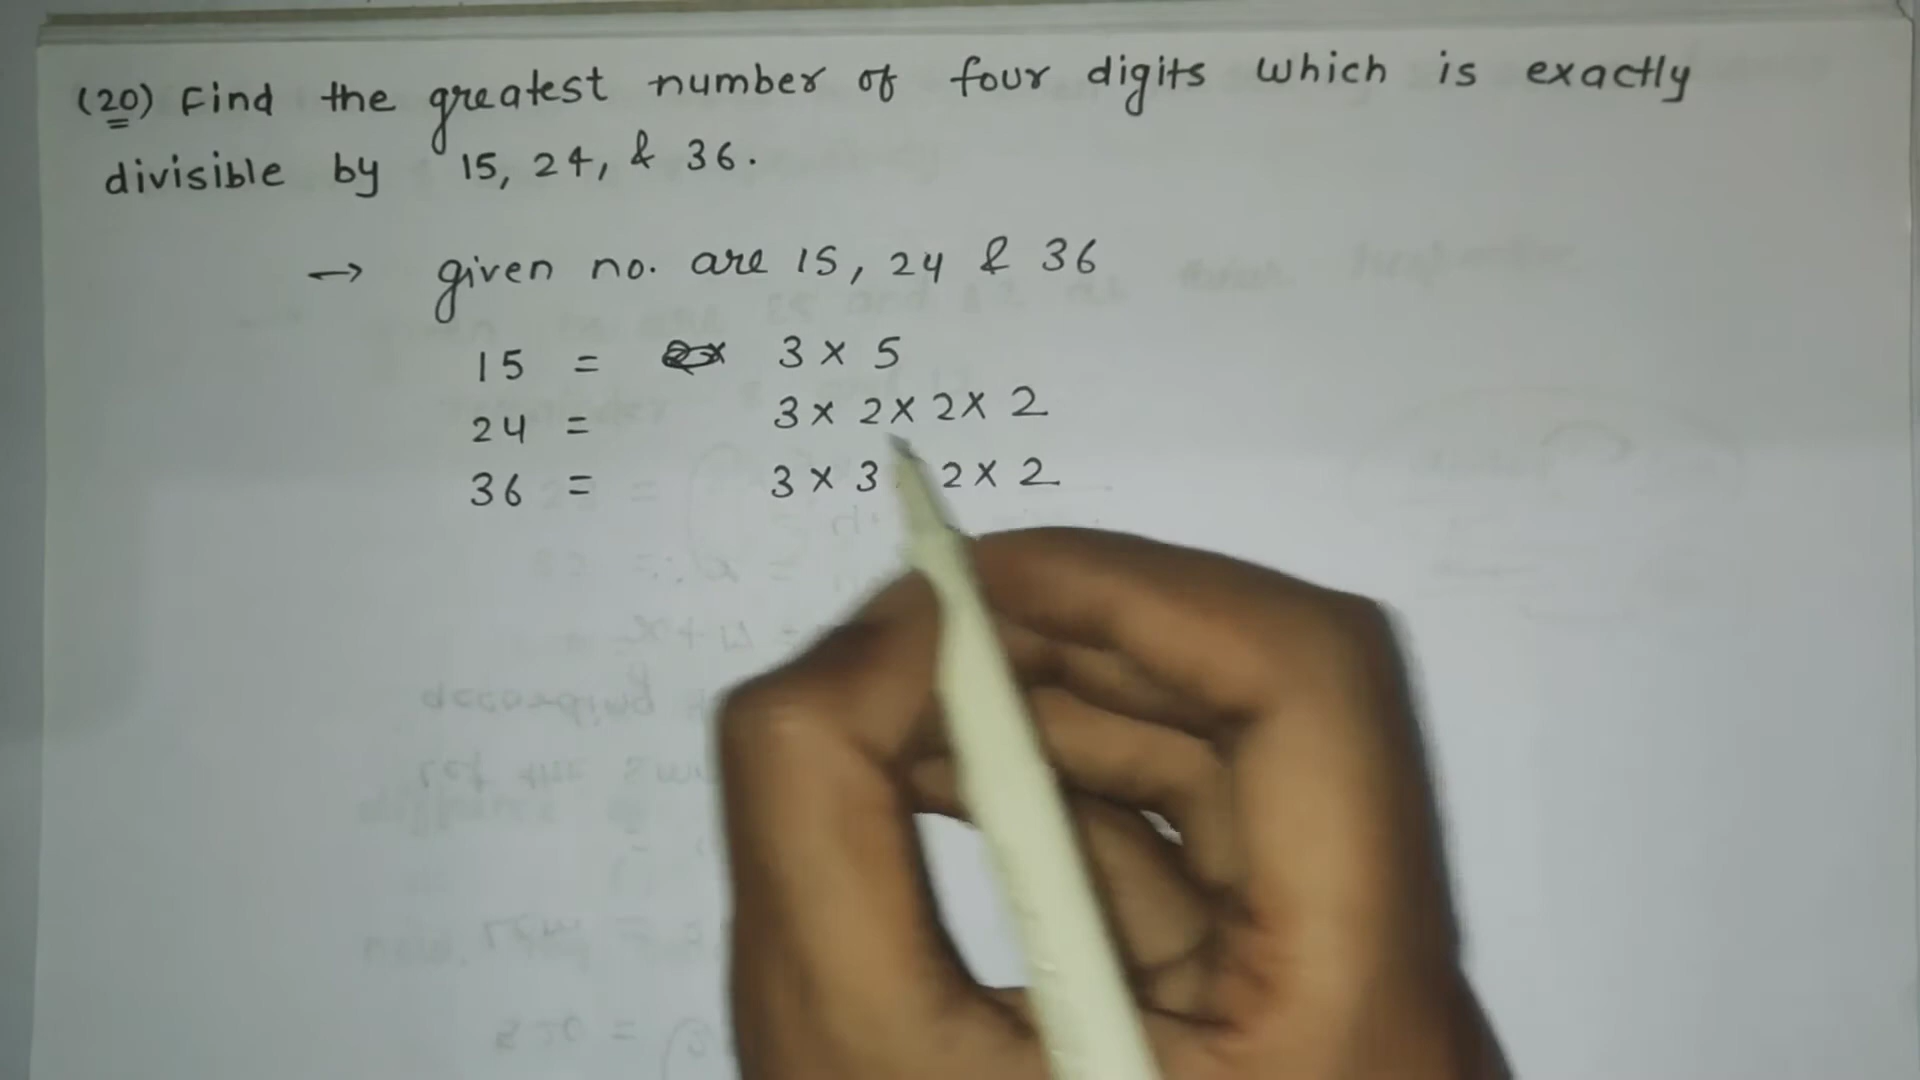 (20) Find the greatest number of four digits which is exactly
divisible by 15, 24, & 36.
→ given no. are 15, 24 & 36
15 = 3 × 5
24 = 3 × 2 × 2 × 2
36 = 3 × 3 2 × 2